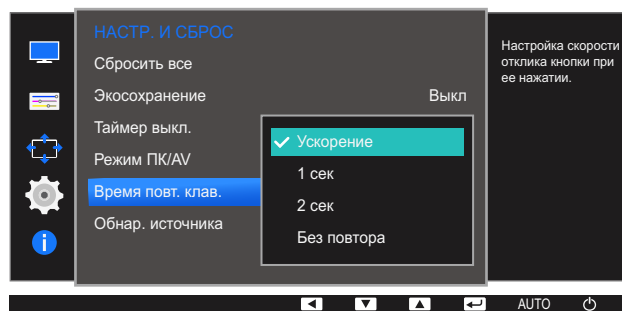 НАСТР. И СБРОС
Сбросить все
Экосохранение Выкл
Таймер выкл.
Режим ПК/AV
Время повт. клав.
Обнар. источника
Ускорение
1 сек
2 сек
Без повтора
Настройка скорости
отклика кнопки при
ее нажатии.
AUTO